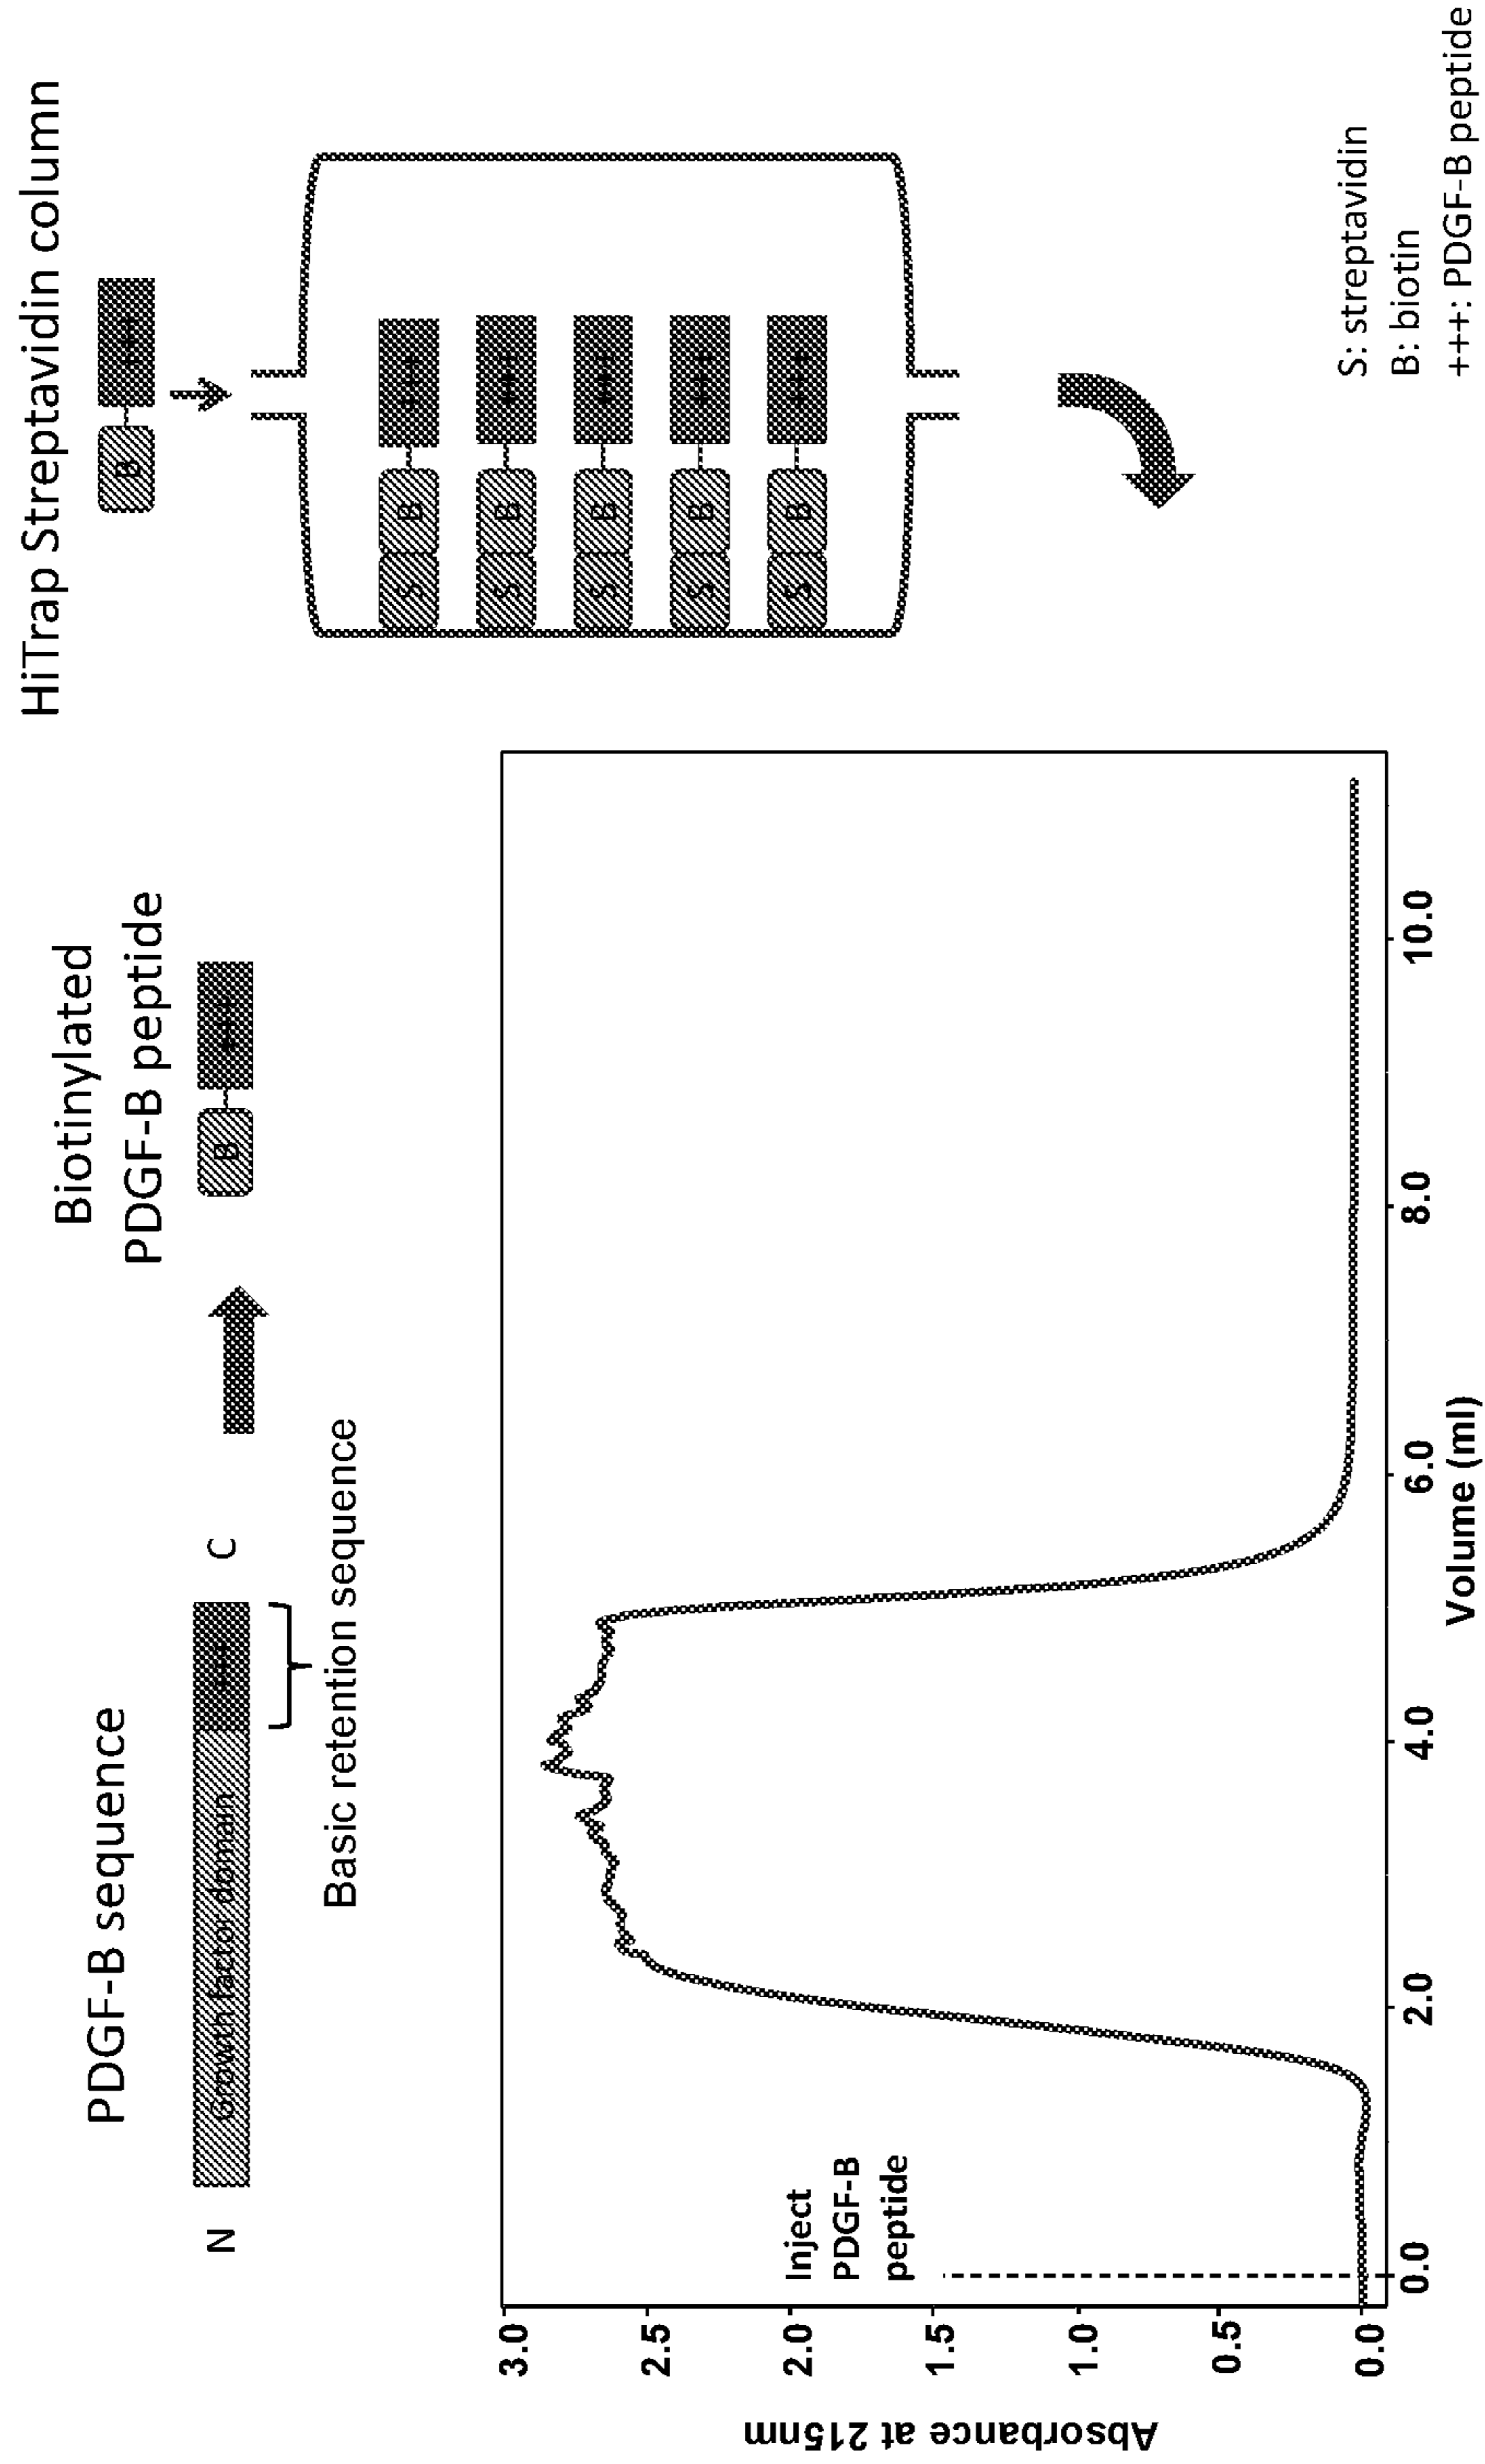 PDGF-B sequence
N
Growth factor domain
+++
C
Basic retention sequence
Biotinylated
PDGF-B peptide
B
+++
HiTrap Streptavidin column
B
+++
S B +++
S B +++
S B +++
S B +++
S B +++
S: streptavidin
B: biotin
+++: PDGF-B peptide
Absorbance at 215nm
3.0
2.5
2.0
1.5
1.0
0.5
0.0
Inject
PDGF-B
peptide
0.0 2.0 4.0 6.0 8.0 10.0
Volume (ml)